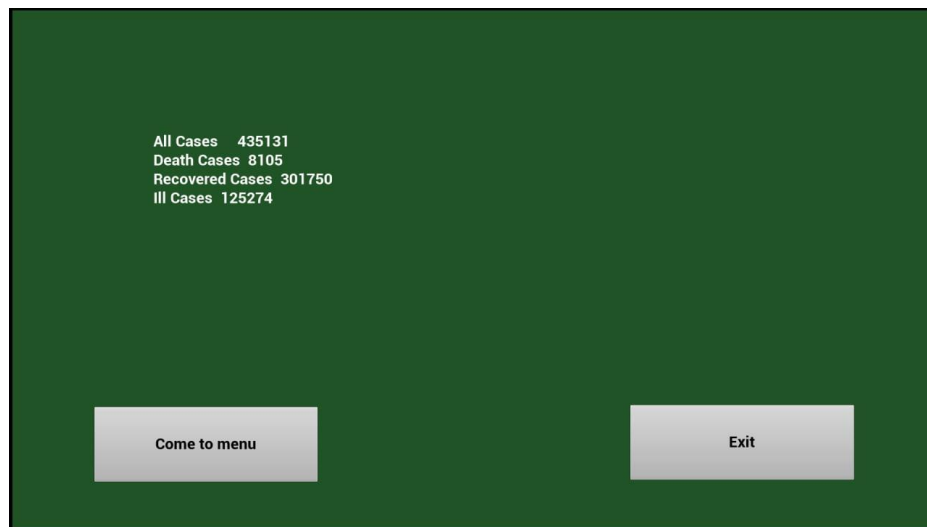 All Cases 435131
Death Cases 8105
Recovered Cases 301750
Ill Cases 125274
Come to menu
Exit